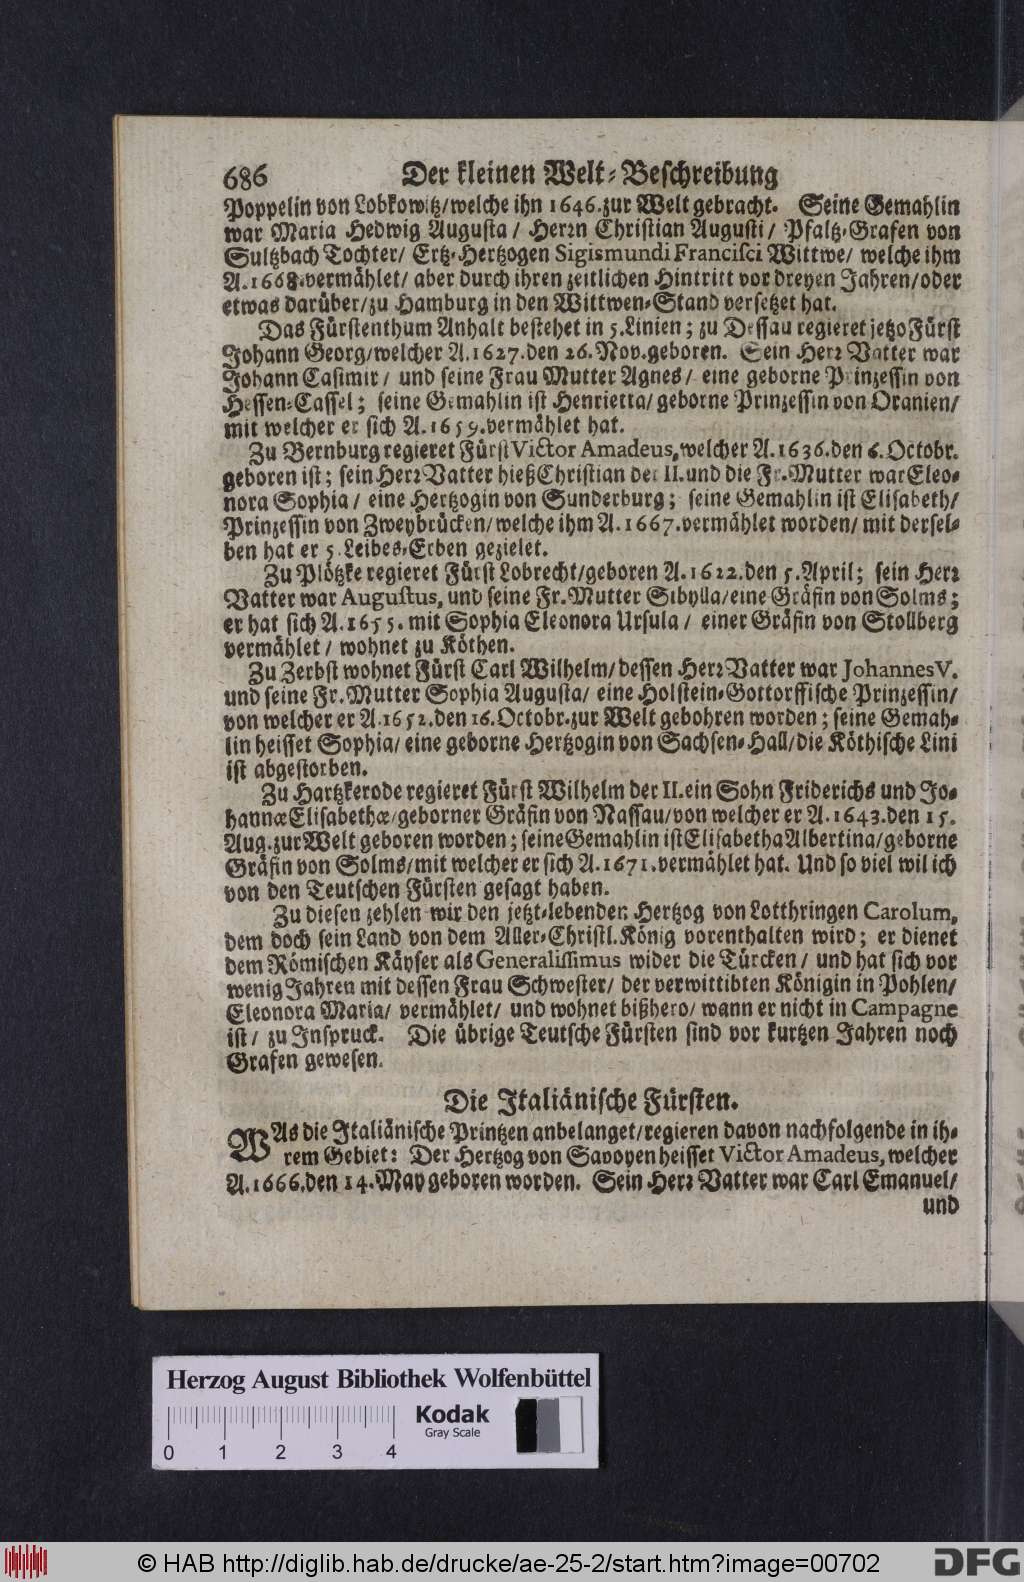 686 Der kleinen Welt-Beschreibung
Poppelin von Lobkowitz/welche ihn 1646.zur Welt gebracht. Seine Gemahlin
war Maria Hedwig Augusta / Herrn Christian Augusti / Pfaltz-Grafen von
Sultzbach Tochter/ Ertz-Hertzogen Sigismundi Francisci Wittwe/ welche ihm
A.1668.vermählet/ aber durch ihren zeitlichen Hintritt vor dreyen Jahren/oder
etwas darüber/zu Hamburg in den Wittwen-Stand versetzet hat.
Das Fürstenthum Anhalt bestehet in 5.Linien; zu Dessau regieret jetzo Fürst
Johann Georg/welcher A.1627.den 26.Nov.geboren. Sein Herr Vatter war
Johann Casimir / und seine Frau Mutter Agnes / eine geborne Prinzessin von
Hessen-Cassel; seine Gemahlin ist Henrietta/ geborne Prinzessin von Oranien/
mit welcher er sich A.1659.vermählet hat.
Zu Bernburg regieret Fürst Victor Amadeus, welcher A.1636.den 6.Octobr.
geboren ist; sein Herr Vatter hieß Christian der II.und die Fr.Mutter war Eleo-
nora Sophia / eine Hertzogin von Sunderburg; seine Gemahlin ist Elisabeth/
Prinzessin von Zweybrücken/welche ihm A.1667.vermählet worden/ mit dersel-
ben hat er 5.Leibes-Erben gezielet.
Zu Plötzke regieret Fürst Lobrecht/geboren A.1622.den 5.April; sein Herr
Vatter war Augustus, und seine Fr.Mutter Sibylla/eine Gräfin von Solms;
er hat sich A.1655. mit Sophia Eleonora Ursula / einer Gräfin von Stollberg
vermählet / wohnet zu Köthen.
Zu Zerbst wohnet Fürst Carl Wilhelm/dessen Herr Vatter war Johannes V.
und seine Fr.Mutter Sophia Augusta/ eine Holstein-Gottorffische Prinzessin/
von welcher er A.1652.den 16.Octobr.zur Welt gebohren worden; seine Gemah-
lin heisset Sophia/ eine geborne Hertzogin von Sachsen-Hall/die Köthische Lini
ist abgestorben.
Zu Hartzkerode regieret Fürst Wilhelm der II.ein Sohn Friderichs und Jo-
hannæ Elisabethæ/geborner Gräfin von Nassau/von welcher er A.1643.den 15.
Aug.zur Welt geboren worden; seine Gemahlin ist Elisabetha Albertina/geborne
Gräfin von Solms/mit welcher er sich A.1671.vermählet hat. Und so viel wil ich
von den Teutschen Fürsten gesagt haben.
Zu diesen zehlen wir den jetzt-lebenden Hertzog von Lotthringen Carolum,
dem doch sein Land von dem Aller-Christl.König vorenthalten wird; er dienet
dem Römischen Käyser als Generalissimus wider die Türcken / und hat sich vor
wenig Jahren mit dessen Frau Schwester/ der verwittibten Königin in Pohlen/
Eleonora Maria/ vermählet/ und wohnet bißhero/ wann er nicht in Campagne
ist / zu Inspruck. Die übrige Teutsche Fürsten sind vor kurtzen Jahren noch
Grafen gewesen.
Die Italiänische Fürsten.
WAs die Italiänische Printzen anbelanget/regieren davon nachfolgende in ih-
rem Gebiet: Der Hertzog von Savoyen heisset Victor Amadeus, welcher
A.1666.den 14.May geboren worden. Sein Herr Vatter war Carl Emanuel/
und
Herzog August Bibliothek Wolfenbüttel
Kodak
Gray Scale
0 1 2 3 4
© HAB http://diglib.hab.de/drucke/ae-25-2/start.htm?image=00702
DFG